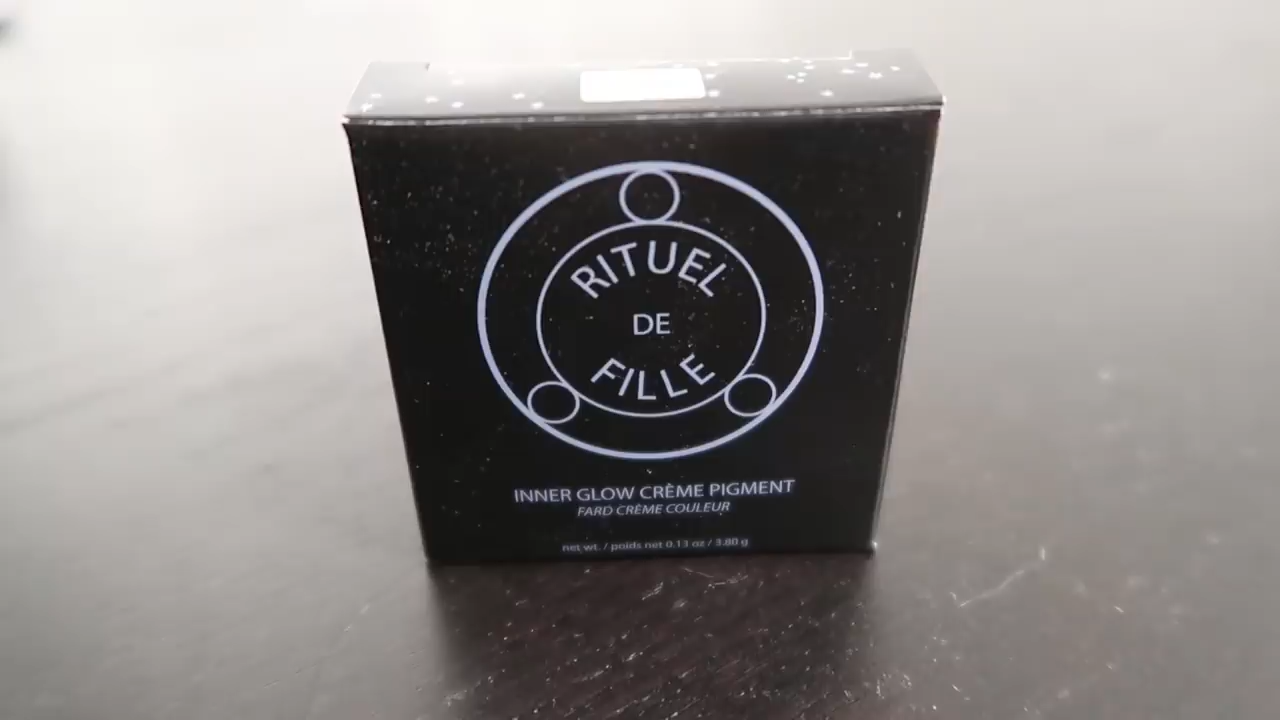 RITUEL
DE
FILLE
INNER GLOW CRÈME PIGMENT
FARD CRÈME COULEUR
net wt. / poids net 0.13 oz / 3.80 g